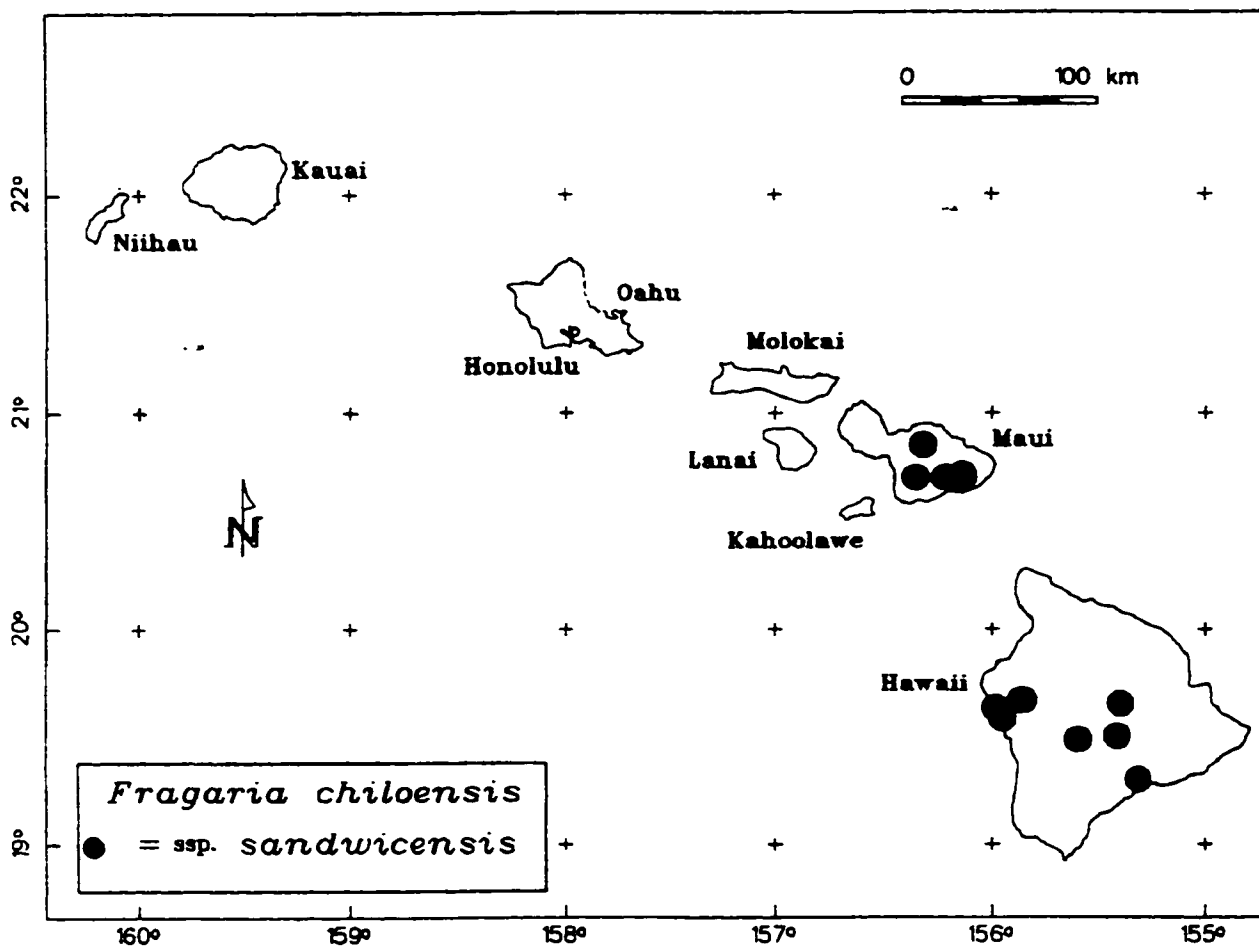 0 100 km
Kauai
22°
Niihau
Oahu
Honolulu
Molokai
21°
Maui
Lanai
N
Kahoolawe
20°
Hawaii
Fragaria chiloensis
= ssp. sandwicensis
19°
160° 159° 158° 157° 156° 155°